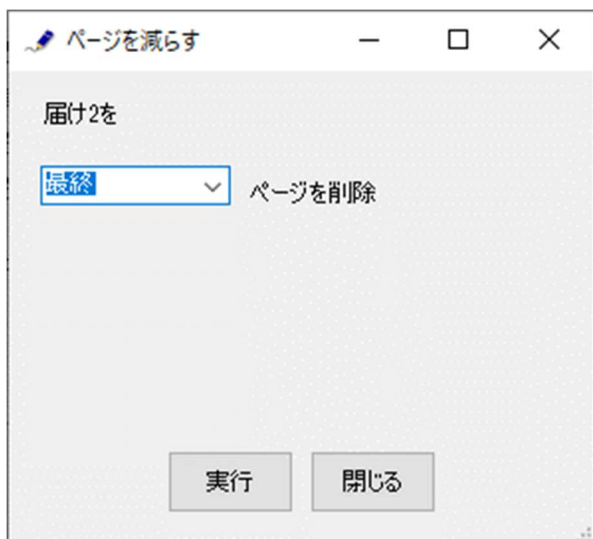 ページを減らす
届け2を
最終 ページを削除
実行 閉じる